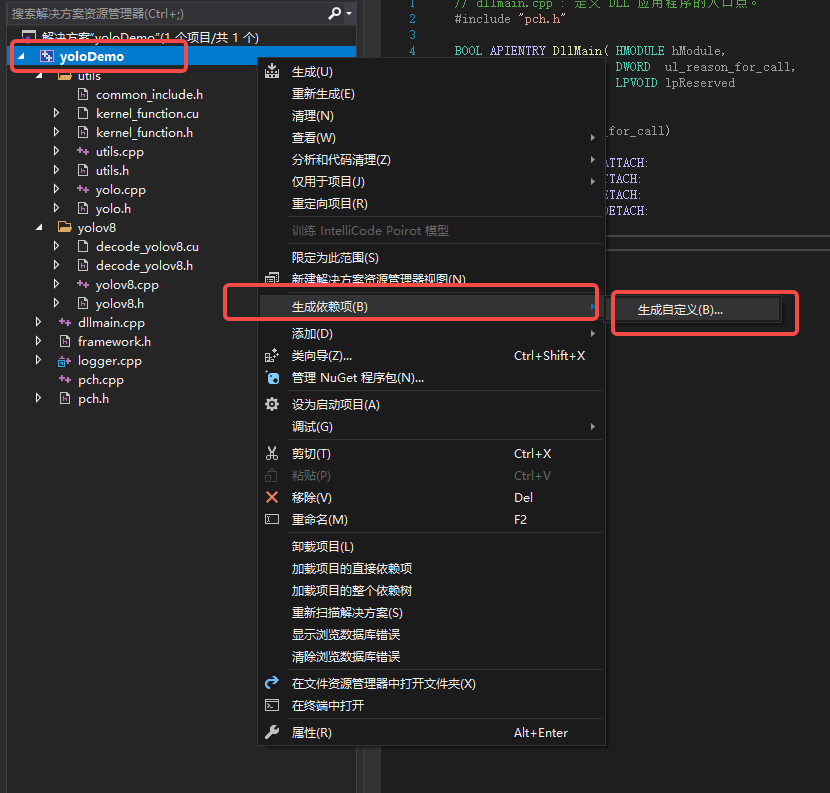 搜索解决方案资源管理器(Ctrl+;)
解决方案"yoloDemo"(1 个项目/共 1 个)
yoloDemo
utils
common_include.h
kernel_function.cu
kernel_function.h
utils.cpp
utils.h
yolo.cpp
yolo.h
yolov8
decode_yolov8.cu
decode_yolov8.h
yolov8.cpp
yolov8.h
dllmain.cpp
framework.h
logger.cpp
pch.cpp
pch.h
生成(U)
重新生成(E)
清理(N)
查看(W)
分析和代码清理(Z)
仅用于项目(J)
重定向项目(R)
训练 IntelliCode Poirot 模型
限定为此范围(S)
新建解决方案资源管理器视图(N)
生成依赖项(B)
添加(D)
类向导(Z)... Ctrl+Shift+X
管理 NuGet 程序包(N)...
设为启动项目(A)
调试(G)
剪切(T) Ctrl+X
粘贴(P) Ctrl+V
移除(V) Del
重命名(M) F2
卸载项目(L)
加载项目的直接依赖项
加载项目的整个依赖树
重新扫描解决方案(S)
显示浏览数据库错误
清除浏览数据库错误
在文件资源管理器中打开文件夹(X)
在终端中打开
属性(R) Alt+Enter
生成自定义(B)...
1 // dllmain.cpp : 定义 DLL 应用程序的入口点。
2 #include "pch.h"
3
4 BOOL APIENTRY DllMain( HMODULE hModule,
DWORD ul_reason_for_call,
LPVOID lpReserved
_for_call)
ATTACH:
TTACH:
ETACH:
DETACH: